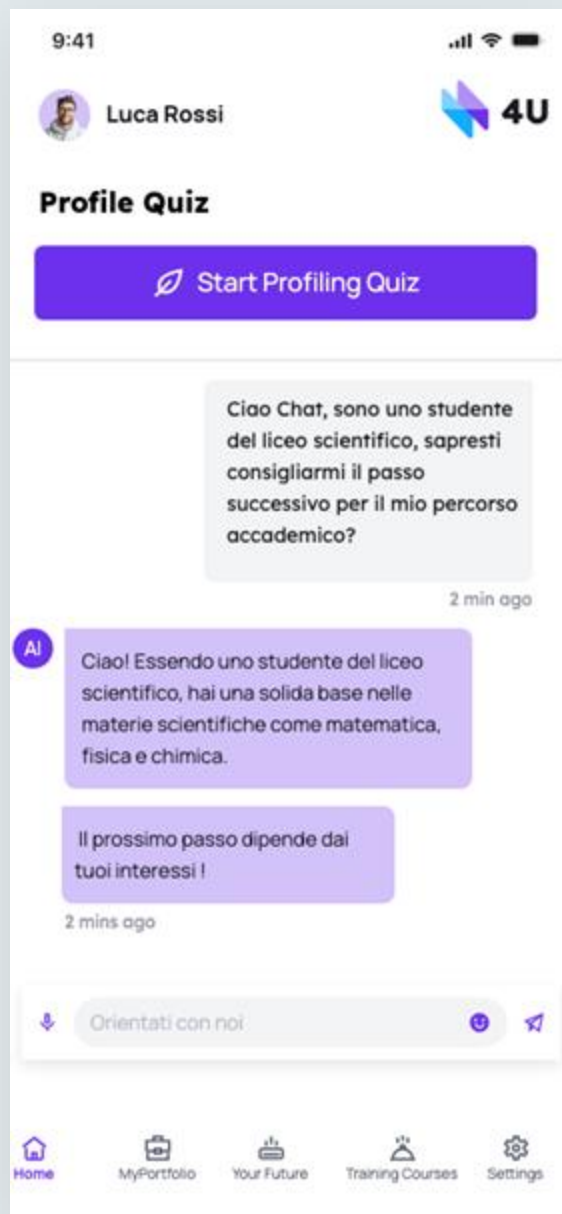 9:41
Luca Rossi
4U
Profile Quiz
Start Profiling Quiz
Ciao Chat, sono uno studente
del liceo scientifico, sapresti
consigliarmi il passo
successivo per il mio percorso
accademico?
2 min ago
AI
Ciao! Essendo uno studente del liceo
scientifico, hai una solida base nelle
materie scientifiche come matematica,
fisica e chimica.
Il prossimo passo dipende dai
tuoi interessi !
2 mins ago
Orientati con noi
Home MyPortfolio Your Future Training Courses Settings